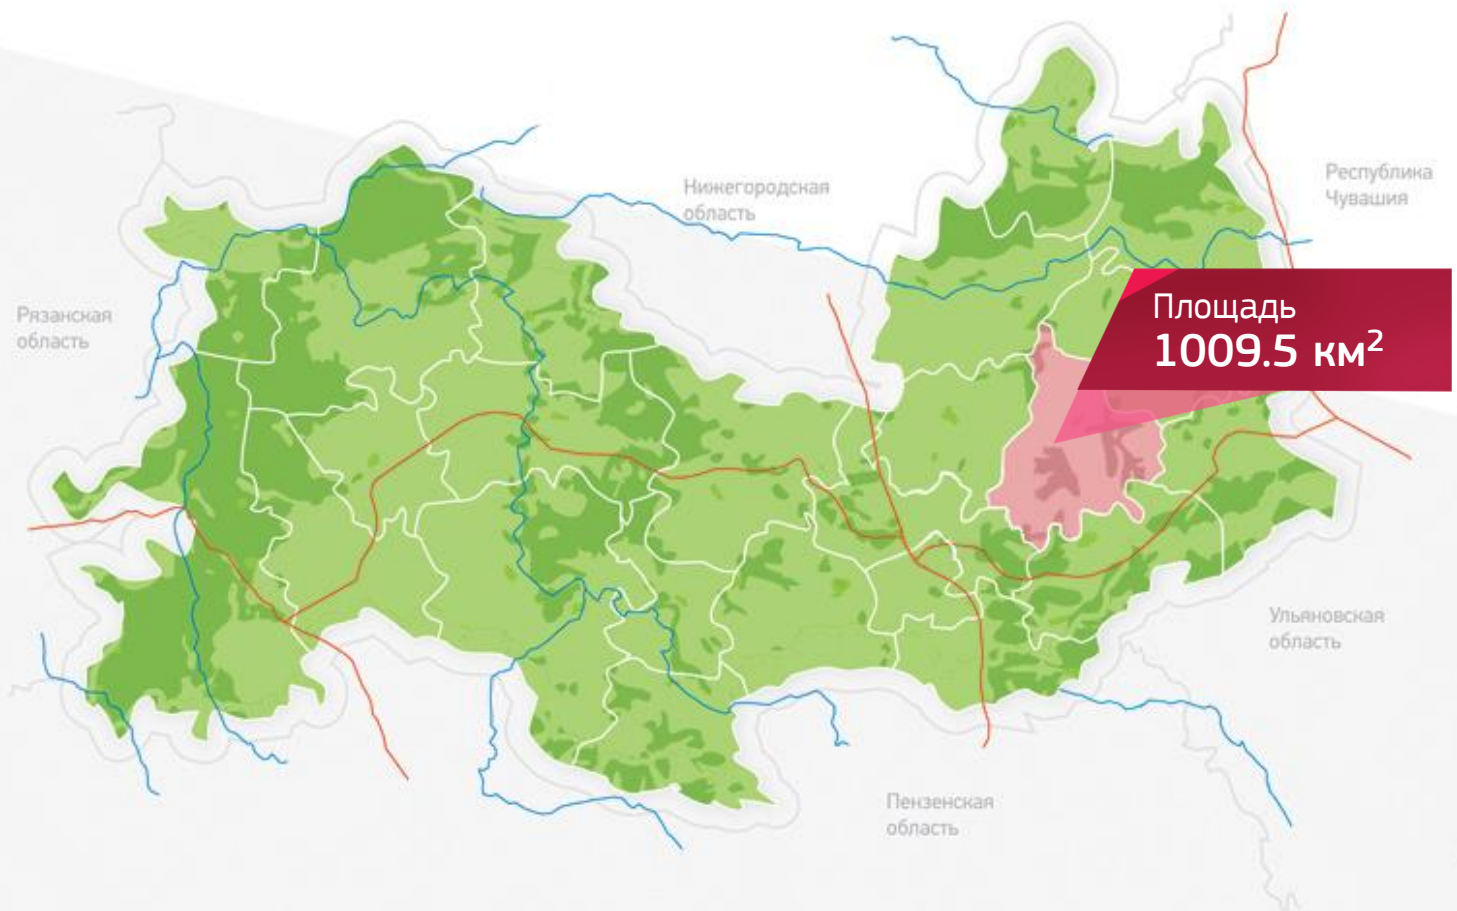 Нижегородская
область
Республика
Чувашия
Рязанская
область
Площадь
1009.5 км²
Ульяновская
область
Пензенская
область